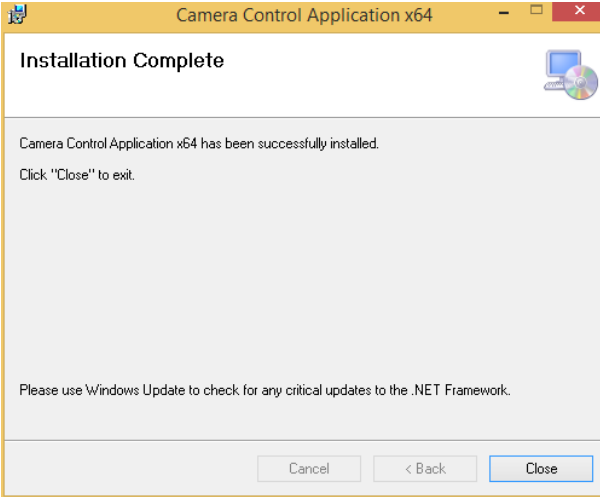 Camera Control Application x64
Installation Complete
Camera Control Application x64 has been successfully installed.
Click "Close" to exit.
Please use Windows Update to check for any critical updates to the .NET Framework.
Cancel
< Back
Close